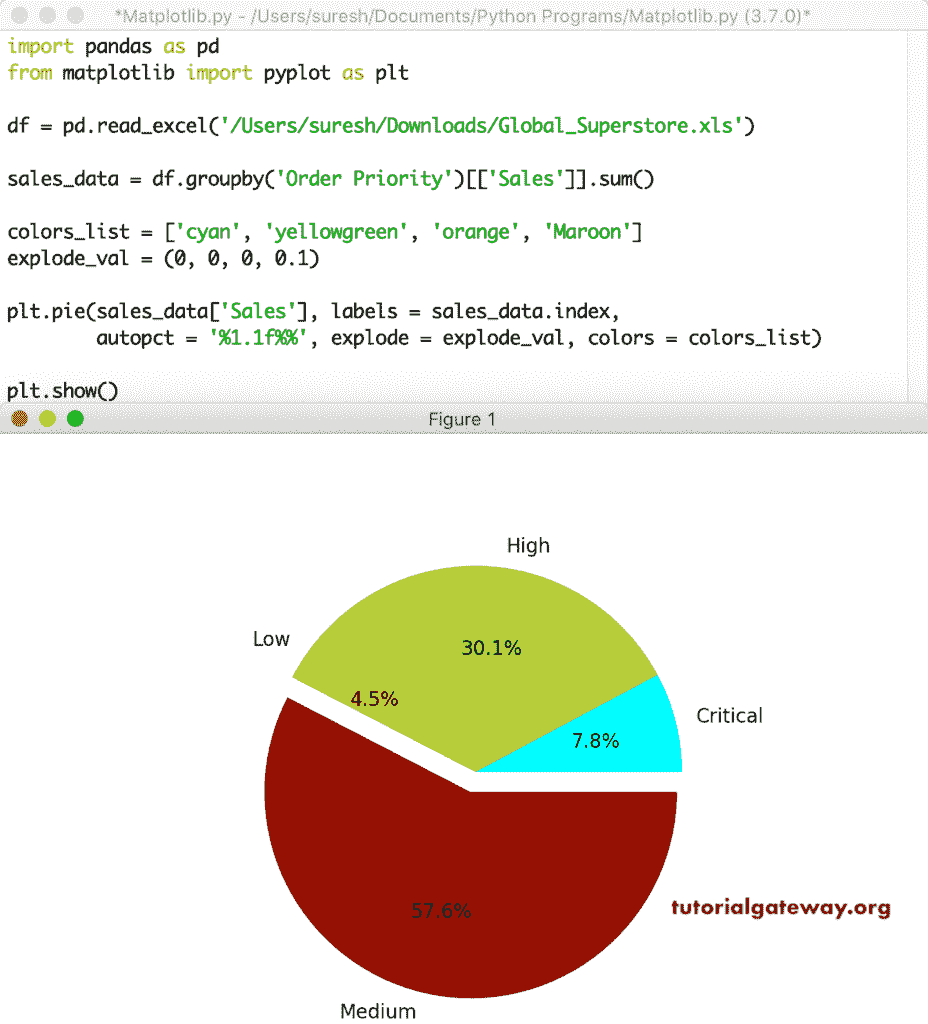 *Matplotlib.py - /Users/suresh/Documents/Python Programs/Matplotlib.py (3.7.0)*
import pandas as pd
from matplotlib import pyplot as plt
df = pd.read_excel('/Users/suresh/Downloads/Global_Superstore.xls')
sales_data = df.groupby('Order Priority')[['Sales']].sum()
colors_list = ['cyan', 'yellowgreen', 'orange', 'Maroon']
explode_val = (0, 0, 0, 0.1)
plt.pie(sales_data['Sales'], labels = sales_data.index,
autopct = '%1.1f%%', explode = explode_val, colors = colors_list)
plt.show()
Figure 1
High
Low
30.1%
4.5%
Critical
7.8%
57.6%
tutorialgateway.org
Medium